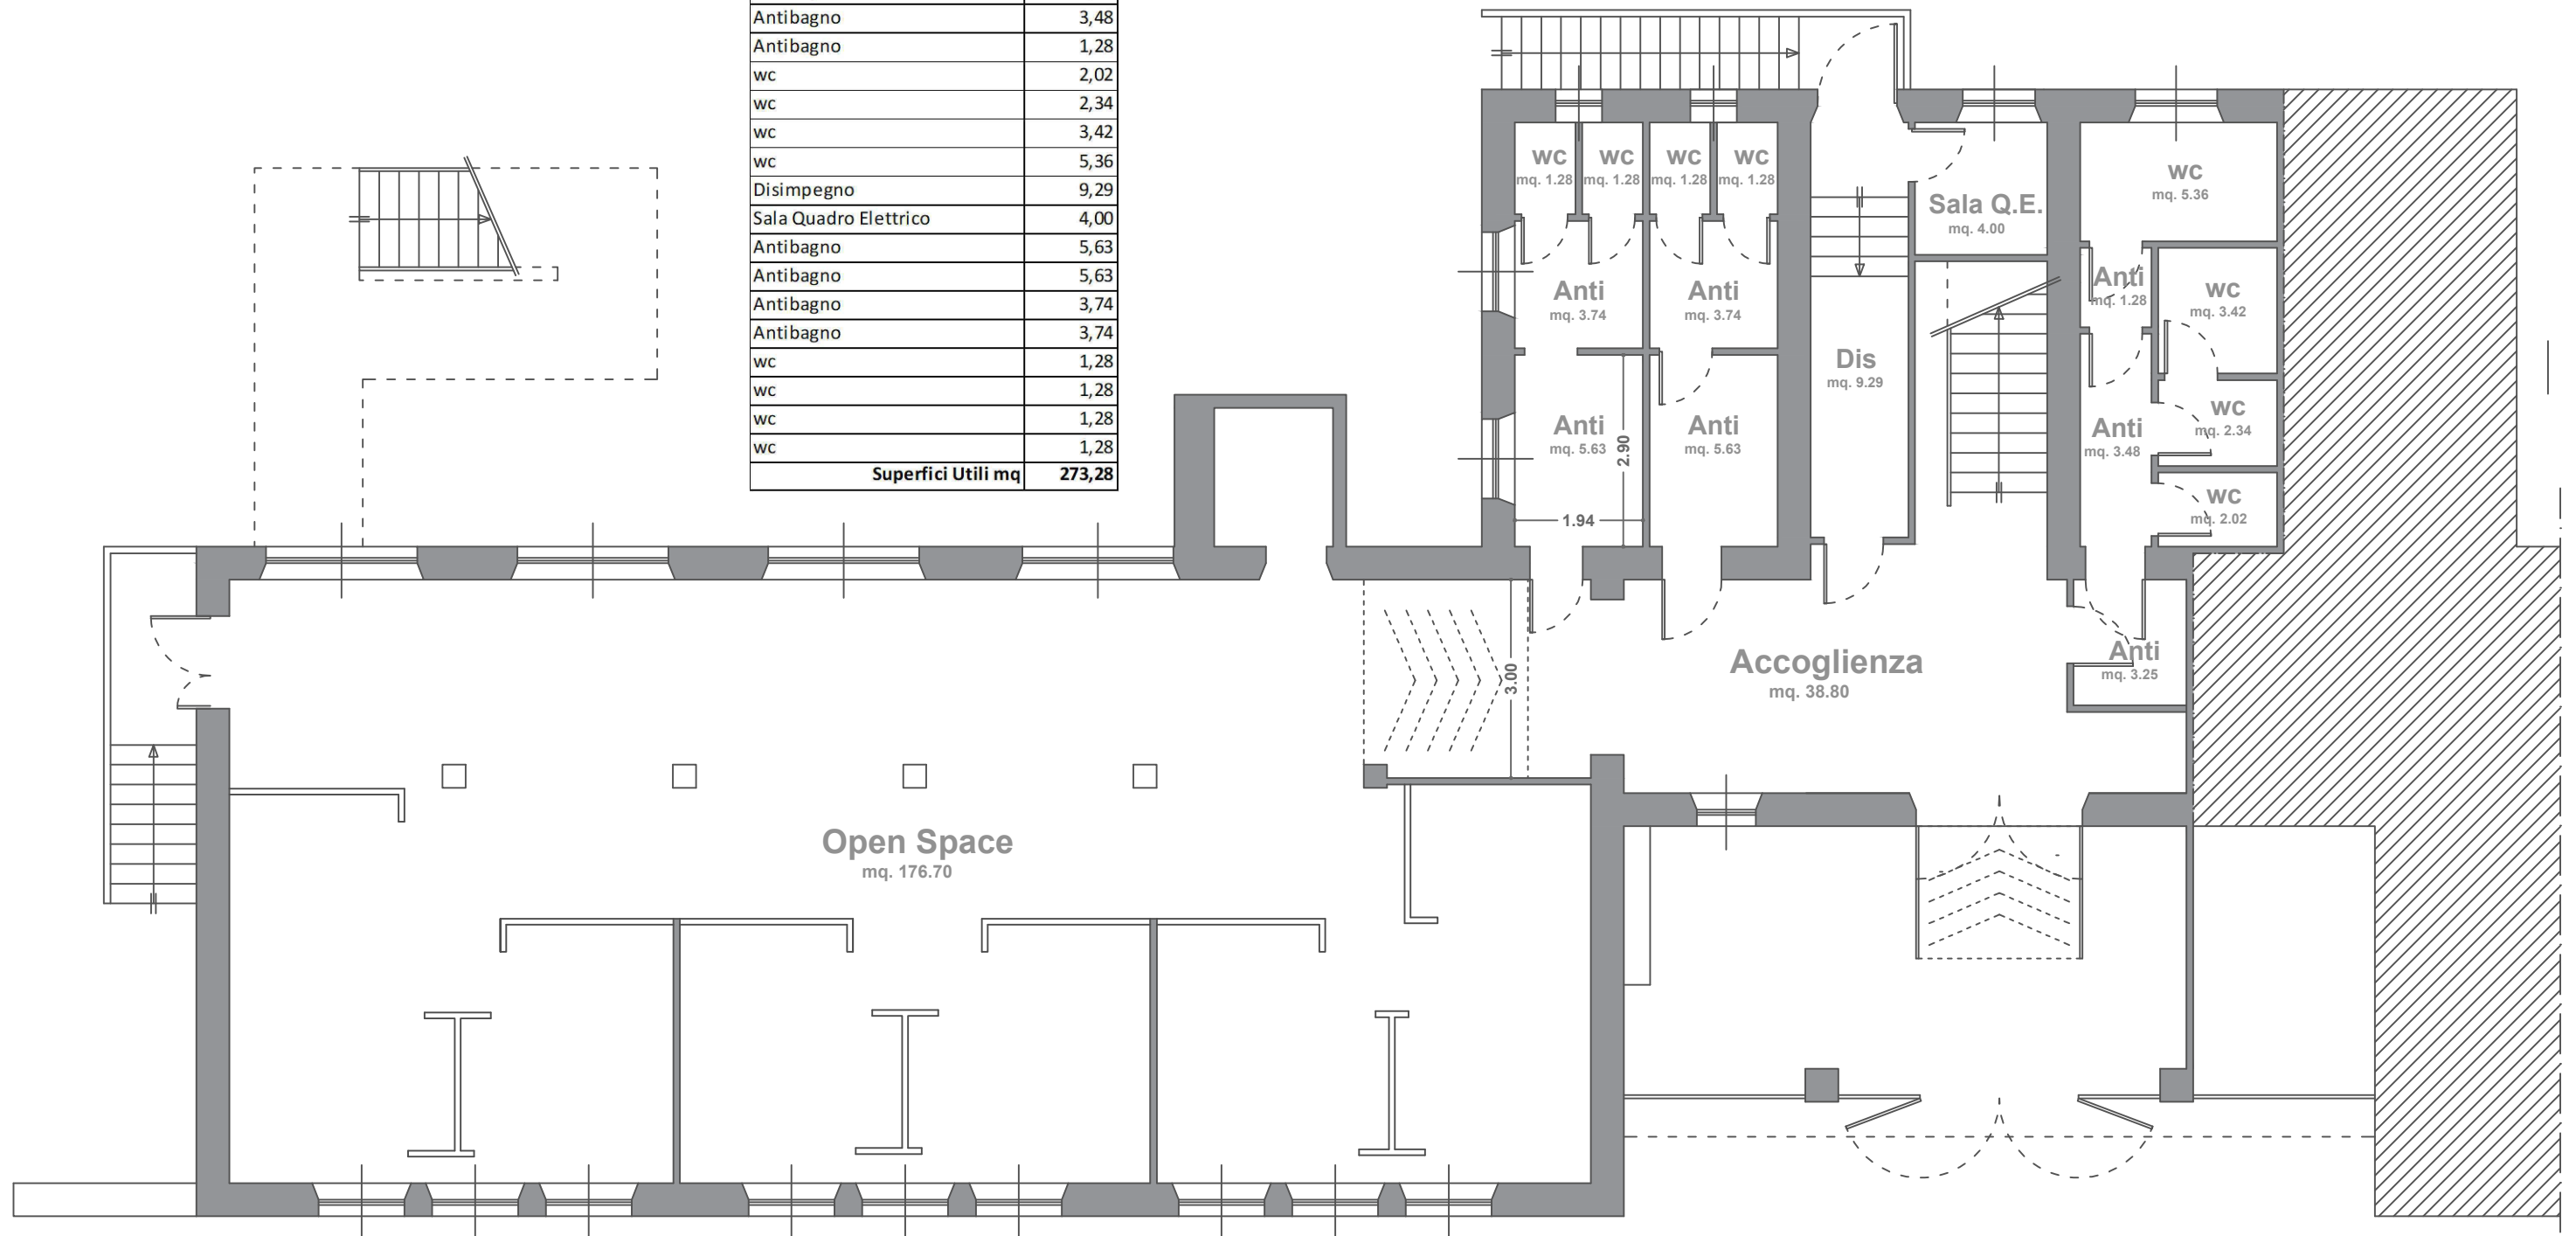 Antibagno 3,48
Antibagno 1,28
wc 2,02
wc 2,34
wc 3,42
wc 5,36
Disimpegno 9,29
Sala Quadro Elettrico 4,00
Antibagno 5,63
Antibagno 5,63
Antibagno 3,74
Antibagno 3,74
wc 1,28
wc 1,28
wc 1,28
wc 1,28
Superfici Utili mq 273,28
wc wc wc wc
mq. 1.28 mq. 1.28 mq. 1.28 mq. 1.28
wc
mq. 5.36
Sala Q.E.
mq. 4.00
Anti
mq. 3.74
Anti
mq. 3.74
Anti
mq. 1.28
wc
mq. 3.42
Dis
mq. 9.29
Anti
mq. 5.63
2.90
Anti
mq. 5.63
wc
mq. 2.34
Anti
mq. 3.48
wc
mq. 2.02
1.94
Accoglienza
mq. 38.80
3.00
Anti
mq. 3.25
Open Space
mq. 176.70